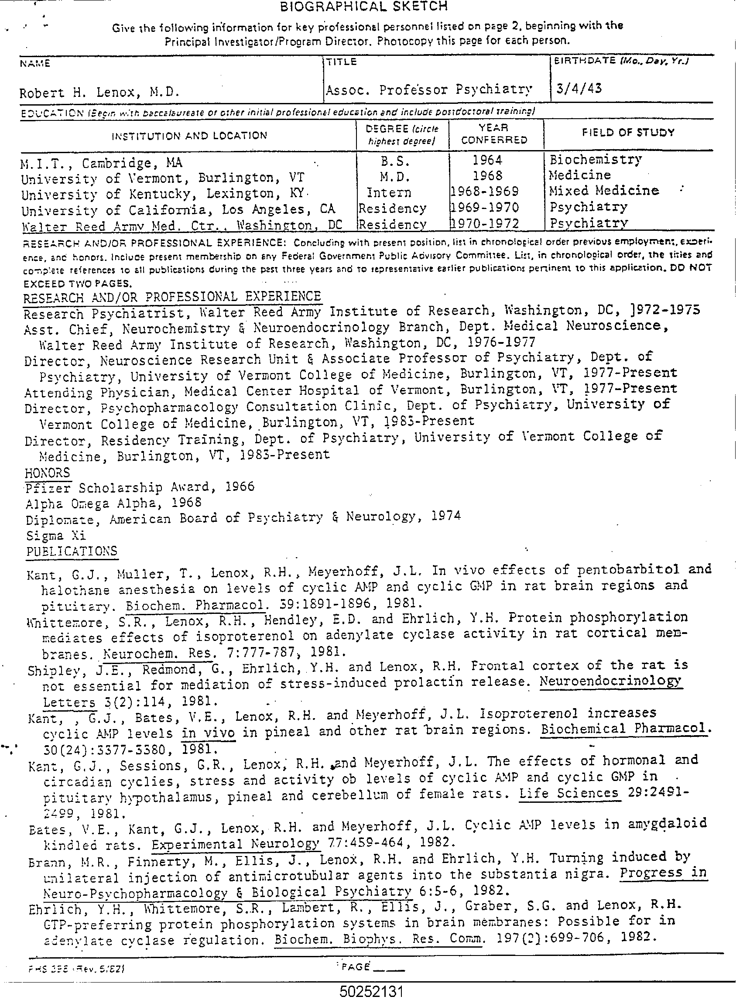 BIOGRAPHICAL SKETCH
Give the following information for key professional personnel listed on page 2, beginning with the
Principal Investigator/Program Director. Photocopy this page for each person.
NAME TITLE BIRTHDATE (Mo., Day, Yr.)
Robert H. Lenox, M.D. Assoc. Professor Psychiatry 3/4/43
EDUCATION (Begin with baccalaureate or other initial professional education and include postdoctoral training)
INSTITUTION AND LOCATION DEGREE (circle highest degree) YEAR CONFERRED FIELD OF STUDY
M.I.T., Cambridge, MA B.S. 1964 Biochemistry
University of Vermont, Burlington, VT M.D. 1968 Medicine
University of Kentucky, Lexington, KY. Intern 1968-1969 Mixed Medicine
University of California, Los Angeles, CA Residency 1969-1970 Psychiatry
Walter Reed Army Med. Ctr., Washington, DC Residency 1970-1972 Psychiatry
RESEARCH AND/OR PROFESSIONAL EXPERIENCE: Concluding with present position, list in chronological order previous employment, experi-
ence, and honors. Include present membership on any Federal Government Public Advisory Committee. List, in chronological order, the titles and
complete references to all publications during the past three years and to representative earlier publications pertinent to this application. DO NOT
EXCEED TWO PAGES.
RESEARCH AND/OR PROFESSIONAL EXPERIENCE
Research Psychiatrist, Walter Reed Army Institute of Research, Washington, DC, ]972-1975
Asst. Chief, Neurochemistry & Neuroendocrinology Branch, Dept. Medical Neuroscience,
Walter Reed Army Institute of Research, Washington, DC, 1976-1977
Director, Neuroscience Research Unit & Associate Professor of Psychiatry, Dept. of
Psychiatry, University of Vermont College of Medicine, Burlington, VT, 1977-Present
Attending Physician, Medical Center Hospital of Vermont, Burlington, VT, 1977-Present
Director, Psychopharmacology Consultation Clinic, Dept. of Psychiatry, University of
Vermont College of Medicine, Burlington, VT, 1983-Present
Director, Residency Training, Dept. of Psychiatry, University of Vermont College of
Medicine, Burlington, VT, 1983-Present
HONORS
Pfizer Scholarship Award, 1966
Alpha Omega Alpha, 1968
Diplomate, American Board of Psychiatry & Neurology, 1974
Sigma Xi
PUBLICATIONS
Kant, G.J., Muller, T., Lenox, R.H., Meyerhoff, J.L. In vivo effects of pentobarbitol and
halothane anesthesia on levels of cyclic AMP and cyclic GMP in rat brain regions and
pituitary. Biochem. Pharmacol. 39:1891-1896, 1981.
Whittemore, S.R., Lenox, R.H., Hendley, E.D. and Ehrlich, Y.H. Protein phosphorylation
mediates effects of isoproterenol on adenylate cyclase activity in rat cortical mem-
branes. Neurochem. Res. 7:777-787, 1981.
Shipley, J.E., Redmond, G., Ehrlich, Y.H. and Lenox, R.H. Frontal cortex of the rat is
not essential for mediation of stress-induced prolactin release. Neuroendocrinology
Letters 3(2):114, 1981.
Kant, , G.J., Bates, V.E., Lenox, R.H. and Meyerhoff, J.L. Isoproterenol increases
cyclic AMP levels in vivo in pineal and other rat brain regions. Biochemical Pharmacol.
30(24):3377-3380, 1981.
Kant, G.J., Sessions, G.R., Lenox, R.H. and Meyerhoff, J.L. The effects of hormonal and
circadian cyclies, stress and activity ob levels of cyclic AMP and cyclic GMP in
pituitary hypothalamus, pineal and cerebellum of female rats. Life Sciences 29:2491-
2499, 1981.
Bates, V.E., Kant, G.J., Lenox, R.H. and Meyerhoff, J.L. Cyclic AMP levels in amygdaloid
kindled rats. Experimental Neurology 77:459-464, 1982.
Brann, M.R., Finnerty, M., Ellis, J., Lenox, R.H. and Ehrlich, Y.H. Turning induced by
unilateral injection of antimicrotubular agents into the substantia nigra. Progress in
Neuro-Psychopharmacology & Biological Psychiatry 6:5-6, 1982.
Ehrlich, Y.H., Whittemore, S.R., Lambert, R., Ellis, J., Graber, S.G. and Lenox, R.H.
GTP-preferring protein phosphorylation systems in brain membranes: Possible for in
adenylate cyclase regulation. Biochem. Biophys. Res. Comm. 197(2):699-706, 1982.
PHS 398 (Rev. 5/82) PAGE
50252131